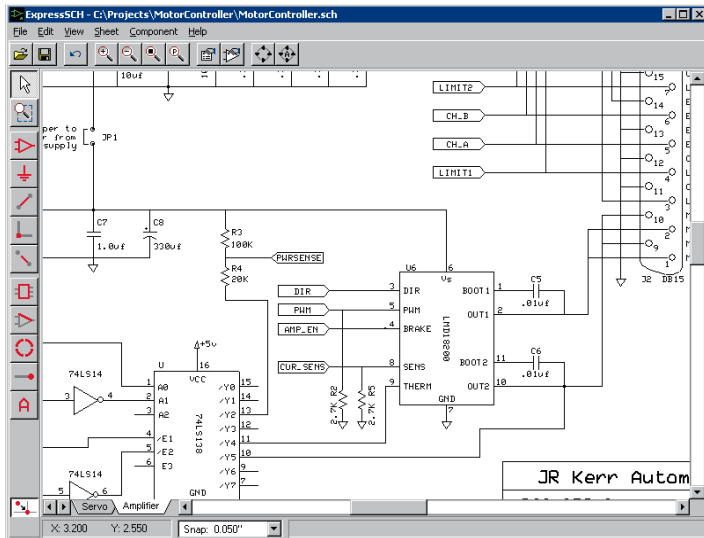 ExpressSCH - C:\Projects\MotorController\MotorController.sch
File Edit View Sheet Component Help
10uf
per to
r from
supply
JP1
C7
1.0uf
C8
330uf
R3
100K
R4
20K
PWRSENSE
LIMIT2
CH_B
CH_A
LIMIT1
15
7
14
6
13
5
12
4
11
3
10
2
9
1
J2 DB15
DIR
PWM
AMP_EN
CUR_SENS
U6
6
Vs
3 DIR
5 PWM
4 BRAKE
8 SENS
9 THERM
LMD18200
BOOT1 1
OUT1 2
BOOT2 11
OUT2 10
GND
7
C5
.01uf
C6
.01uf
2.7K R2
2.7K R5
+5v
U
16
VCC
74LS138
1 A0
2 A1
3 A2
4 /E1
5 /E2
6 E3
/Y0 15
/Y1 14
/Y2 13
/Y3 12
/Y4 11
/Y5 10
/Y6 9
/Y7 7
GND
74LS14
3 4
74LS14
5 6
JR Kerr Autom
Servo Amplifier
X: 3.200 Y: 2.550 Snap: 0.050"